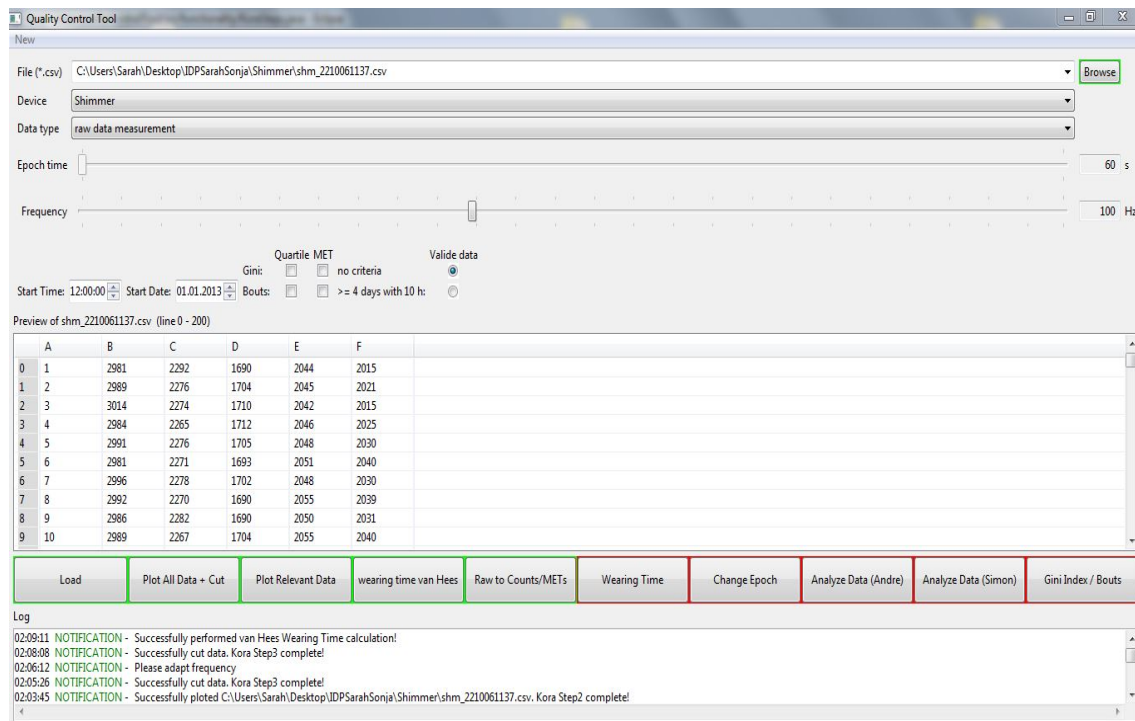 Quality Control Tool
New
File (*.csv) C:\Users\Sarah\Desktop\IDPSarahSonja\Shimmer\shm_2210061137.csv Browse
Device Shimmer
Data type raw data measurement
Epoch time 60 s
Frequency 100 Hz
Quartile MET Valide data
Gini: no criteria
Start Time: 12:00:00 Start Date: 01.01.2013 Bouts: >= 4 days with 10 h:
Preview of shm_2210061137.csv (line 0 - 200)
A B C D E F
0 1 2981 2292 1690 2044 2015
1 2 2989 2276 1704 2045 2021
2 3 3014 2274 1710 2042 2015
3 4 2984 2265 1712 2046 2025
4 5 2991 2276 1705 2048 2030
5 6 2981 2271 1693 2051 2040
6 7 2996 2278 1702 2048 2030
7 8 2992 2270 1690 2055 2039
8 9 2986 2282 1690 2050 2031
9 10 2989 2267 1704 2055 2040
Load Plot All Data + Cut Plot Relevant Data wearing time van Hees Raw to Counts/METs Wearing Time Change Epoch Analyze Data (Andre) Analyze Data (Simon) Gini Index / Bouts
Log
02:09:11 NOTIFICATION - Successfully performed van Hees Wearing Time calculation!
02:08:08 NOTIFICATION - Successfully cut data. Kora Step3 complete!
02:06:12 NOTIFICATION - Please adapt frequency
02:05:26 NOTIFICATION - Successfully cut data. Kora Step3 complete!
02:03:45 NOTIFICATION - Successfully ploted C:\Users\Sarah\Desktop\IDPSarahSonja\Shimmer\shm_2210061137.csv. Kora Step2 complete!